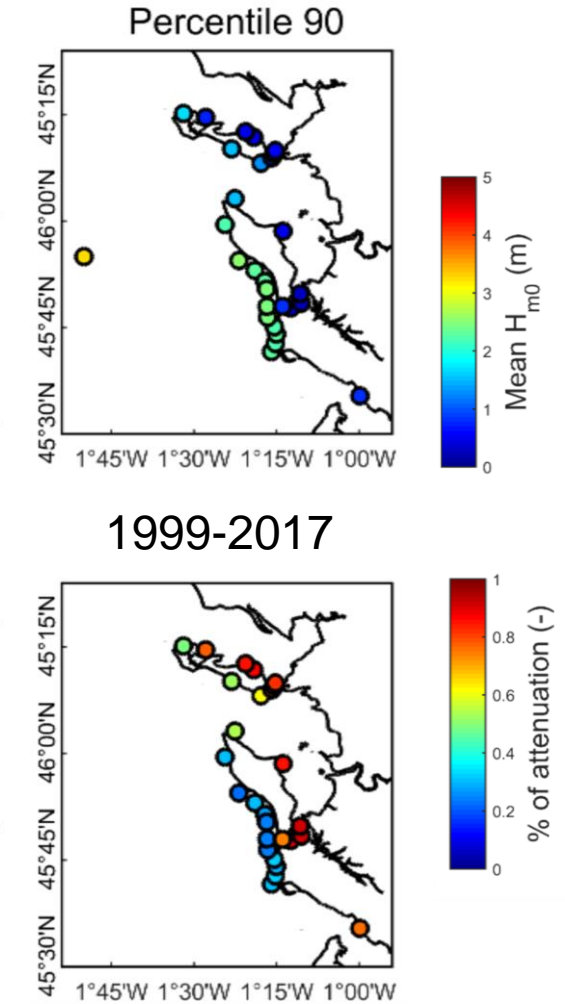 Percentile 90
45°15'N
46°00'N
45°45'N
45°30'N
1°45'W 1°30'W 1°15'W 1°00'W
5
4
3
2
1
0
Mean Hm0 (m)
1999-2017
45°15'N
46°00'N
45°45'N
45°30'N
1°45'W 1°30'W 1°15'W 1°00'W
1
0.8
0.6
0.4
0.2
0
% of attenuation (-)